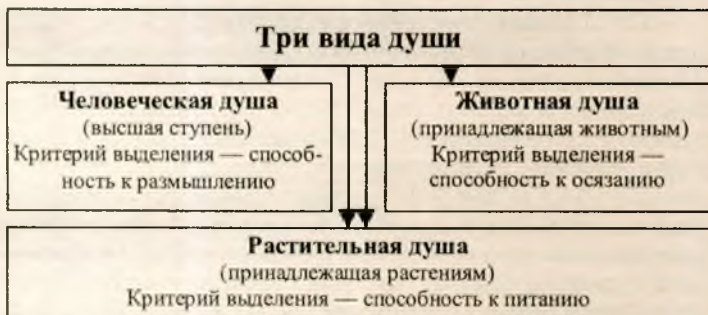 Три вида души
Человеческая душа
(высшая ступень)
Критерий выделения — способ-
ность к размышлению
Животная душа
(принадлежащая животным)
Критерий выделения —
способность к осязанию
Растительная душа
(принадлежащая растениям)
Критерий выделения — способность к питанию